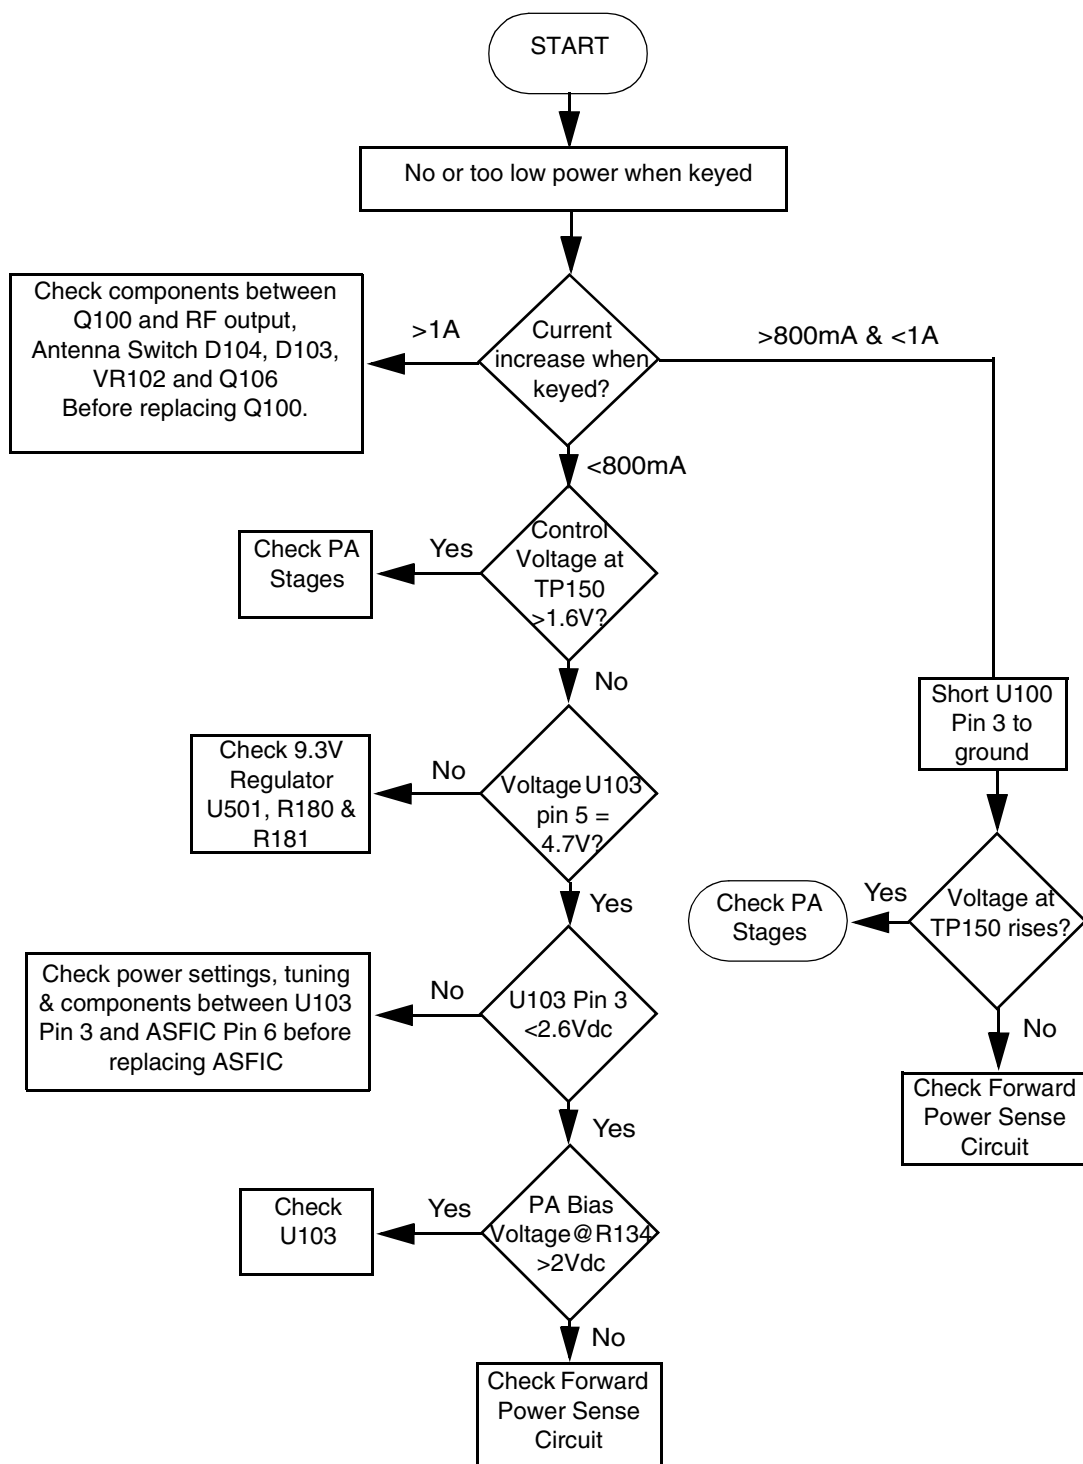 START
No or too low power when keyed
Check components between
Q100 and RF output,
Antenna Switch D104, D103,
VR102 and Q106
Before replacing Q100.
>1A
Current
increase when
keyed?
>800mA & <1A
<800mA
Check PA
Stages
Yes
Control
Voltage at
TP150
>1.6V?
No
Short U100
Pin 3 to
ground
Check 9.3V
Regulator
U501, R180 &
R181
No
Voltage U103
pin 5 =
4.7V?
Yes
Check PA
Stages
Yes
Voltage at
TP150 rises?
No
Check Forward
Power Sense
Circuit
Check power settings, tuning
& components between U103
Pin 3 and ASFIC Pin 6 before
replacing ASFIC
No
U103 Pin 3
<2.6Vdc
Yes
Check
U103
Yes
PA Bias
Voltage@R134
>2Vdc
No
Check Forward
Power Sense
Circuit